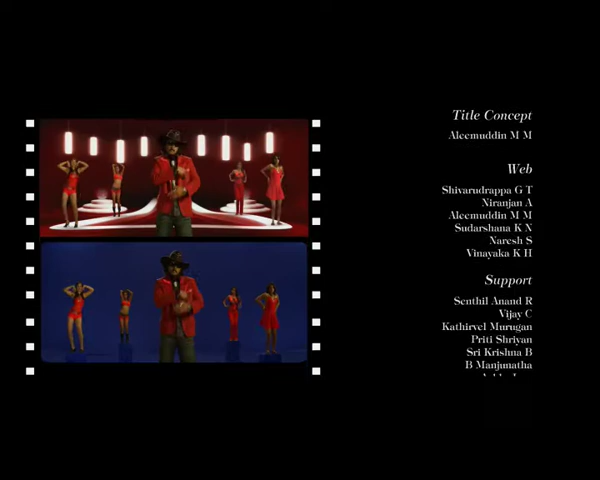 Title Concept
Aleemuddin M M
Web
Shivarudrappa G T
Niranjan A
Aleemuddin M M
Sudarshana K N
Naresh S
Vinayaka K H
Support
Senthil Anand R
Vijay C
Kathirvel Murugan
Priti Shriyan
Sri Krishna B
B Manjunatha